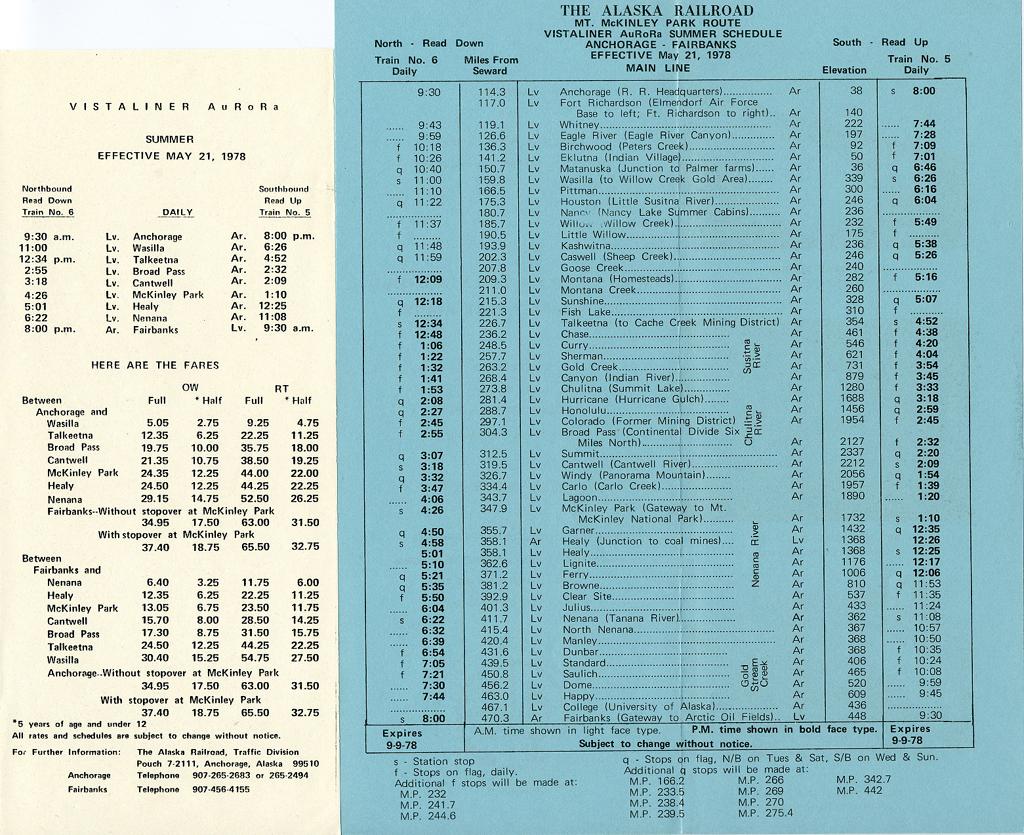 VISTALINER AuRoRa
SUMMER
EFFECTIVE MAY 21, 1978
Northbound Southbound
Read Down Read Up
Train No. 6 DAILY Train No. 5
9:30 a.m. Lv. Anchorage Ar. 8:00 p.m.
11:00 Lv. Wasilla Ar. 6:26
12:34 p.m. Lv. Talkeetna Ar. 4:52
2:55 Lv. Broad Pass Ar. 2:32
3:18 Lv. Cantwell Ar. 2:09
4:26 Lv. McKinley Park Ar. 1:10
5:01 Lv. Healy Ar. 12:25
6:22 Lv. Nenana Ar. 11:08
8:00 p.m. Ar. Fairbanks Lv. 9:30 a.m.
HERE ARE THE FARES
OW RT
Between Full * Half Full * Half
Anchorage and
Wasilla 5.05 2.75 9.25 4.75
Talkeetna 12.35 6.25 22.25 11.25
Broad Pass 19.75 10.00 35.75 18.00
Cantwell 21.35 10.75 38.50 19.25
McKinley Park 24.35 12.25 44.00 22.00
Healy 24.50 12.25 44.25 22.25
Nenana 29.15 14.75 52.50 26.25
Fairbanks--Without stopover at McKinley Park
34.95 17.50 63.00 31.50
With stopover at McKinley Park
37.40 18.75 65.50 32.75
Between
Fairbanks and
Nenana 6.40 3.25 11.75 6.00
Healy 12.35 6.25 22.25 11.25
McKinley Park 13.05 6.75 23.50 11.75
Cantwell 15.70 8.00 28.50 14.25
Broad Pass 17.30 8.75 31.50 15.75
Talkeetna 24.50 12.25 44.25 22.25
Wasilla 30.40 15.25 54.75 27.50
Anchorage--Without stopover at McKinley Park
34.95 17.50 63.00 31.50
With stopover at McKinley Park
37.40 18.75 65.50 32.75
*5 years of age and under 12
All rates and schedules are subject to change without notice.
For Further Information: The Alaska Railroad, Traffic Division
Pouch 7-2111, Anchorage, Alaska 99510
Anchorage Telephone 907-265-2683 or 265-2494
Fairbanks Telephone 907-456-4155
THE ALASKA RAILROAD
MT. McKINLEY PARK ROUTE
VISTALINER AuRoRa SUMMER SCHEDULE
ANCHORAGE - FAIRBANKS
EFFECTIVE May 21, 1978
MAIN LINE
North - Read Down South - Read Up
Train No. 6 Miles From Train No. 5
Daily Seward Elevation Daily
9:30 114.3 Lv Anchorage (R. R. Headquarters) Ar 38 s 8:00
117.0 Lv Fort Richardson (Elmendorf Air Force
Base to left; Ft. Richardson to right).. Ar 140
9:43 119.1 Lv Whitney Ar 222 7:44
9:59 126.6 Lv Eagle River (Eagle River Canyon) Ar 197 7:28
f 10:18 136.3 Lv Birchwood (Peters Creek) Ar 92 f 7:09
f 10:26 141.2 Lv Eklutna (Indian Village) Ar 50 f 7:01
q 10:40 150.7 Lv Matanuska (Junction to Palmer farms) Ar 36 q 6:46
s 11:00 159.8 Lv Wasilla (to Willow Creek Gold Area) Ar 339 s 6:26
11:10 166.5 Lv Pittman Ar 300 6:16
q 11:22 175.3 Lv Houston (Little Susitna River) Ar 246 q 6:04
180.7 Lv Nancy (Nancy Lake Summer Cabins) Ar 236
f 11:37 185.7 Lv Willow (Willow Creek) Ar 232 f 5:49
f 190.5 Lv Little Willow Ar 175 f
q 11:48 193.9 Lv Kashwitna Ar 236 q 5:38
q 11:59 202.3 Lv Caswell (Sheep Creek) Ar 246 q 5:26
207.8 Lv Goose Creek Ar 240
f 12:09 209.3 Lv Montana (Homesteads) Ar 282 f 5:16
211.0 Lv Montana Creek Ar 260
q 12:18 215.3 Lv Sunshine Ar 328 q 5:07
f 221.3 Lv Fish Lake Ar 310 f
s 12:34 226.7 Lv Talkeetna (to Cache Creek Mining District) Ar 354 s 4:52
f 12:48 236.2 Lv Chase Ar 461 f 4:38
f 1:06 248.5 Lv Curry Ar 546 f 4:20
f 1:22 257.7 Lv Sherman Ar 621 f 4:04
f 1:32 263.2 Lv Gold Creek Ar 731 f 3:54
f 1:41 268.4 Lv Canyon (Indian River) Ar 879 f 3:45
f 1:53 273.8 Lv Chulitna (Summit Lake) Ar 1280 f 3:33
q 2:08 281.4 Lv Hurricane (Hurricane Gulch) Ar 1688 q 3:18
q 2:27 288.7 Lv Honolulu Ar 1456 q 2:59
f 2:45 297.1 Lv Colorado (Former Mining District) Ar 1954 f 2:45
f 2:55 304.3 Lv Broad Pass (Continental Divide Six
Miles North) Ar 2127 f 2:32
q 3:07 312.5 Lv Summit Ar 2337 q 2:20
s 3:18 319.5 Lv Cantwell (Cantwell River) Ar 2212 s 2:09
q 3:32 326.7 Lv Windy (Panorama Mountain) Ar 2056 q 1:54
f 3:47 334.4 Lv Carlo (Carlo Creek) Ar 1957 f 1:39
4:06 343.7 Lv Lagoon Ar 1890 1:20
s 4:26 347.9 Lv McKinley Park (Gateway to Mt.
McKinley National Park) Ar 1732 s 1:10
q 4:50 355.7 Lv Garner Ar 1432 q 12:35
s 4:58 358.1 Ar Healy (Junction to coal mines) Lv 1368 12:26
5:01 358.1 Lv Healy Ar 1368 s 12:25
5:10 362.6 Lv Lignite Ar 1176 12:17
q 5:21 371.2 Lv Ferry Ar 1006 q 12:06
q 5:35 381.2 Lv Browne Ar 810 q 11:53
f 5:50 392.9 Lv Clear Site Ar 537 f 11:35
6:04 401.3 Lv Julius Ar 433 11:24
s 6:22 411.7 Lv Nenana (Tanana River) Ar 362 s 11:08
6:32 415.4 Lv North Nenana Ar 367 10:57
6:39 420.4 Lv Manley Ar 368 10:50
f 6:54 431.6 Lv Dunbar Ar 368 f 10:35
f 7:05 439.5 Lv Standard Ar 406 f 10:24
f 7:21 450.8 Lv Saulich Ar 465 f 10:08
7:30 456.2 Lv Dome Ar 520 9:59
7:44 463.0 Lv Happy Ar 609 9:45
467.1 Lv College (University of Alaska) Ar 436
s 8:00 470.3 Ar Fairbanks (Gateway to Arctic Oil Fields) Lv 448 9:30
Susitna River
Chulitna River
Nenana River
Gold Stream Creek
Expires A.M. time shown in light face type. P.M. time shown in bold face type. Expires
9-9-78 Subject to change without notice. 9-9-78
s - Station stop
f - Stops on flag, daily.
Additional f stops will be made at:
M.P. 232
M.P. 241.7
M.P. 244.6
q - Stops on flag, N/B on Tues & Sat, S/B on Wed & Sun.
Additional q stops will be made at:
M.P. 166.2 M.P. 266 M.P. 342.7
M.P. 233.5 M.P. 269 M.P. 442
M.P. 238.4 M.P. 270
M.P. 239.5 M.P. 275.4